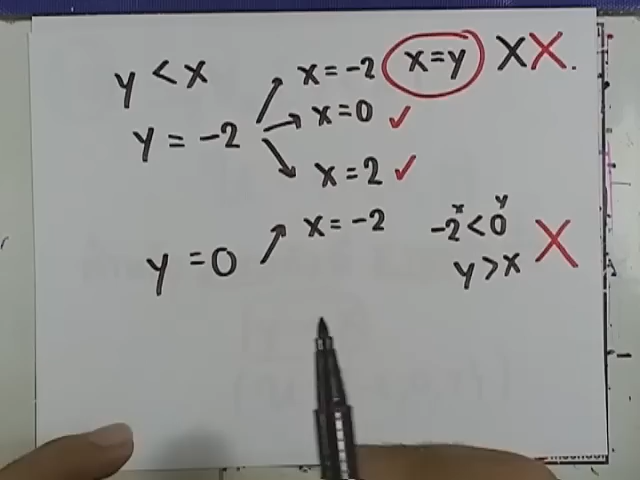 y < x
x = -2 x=y X X.
x = 0 ✓
y = -2
x = 2 ✓
x = -2 -2 < 0 x y X
y = 0 y > x